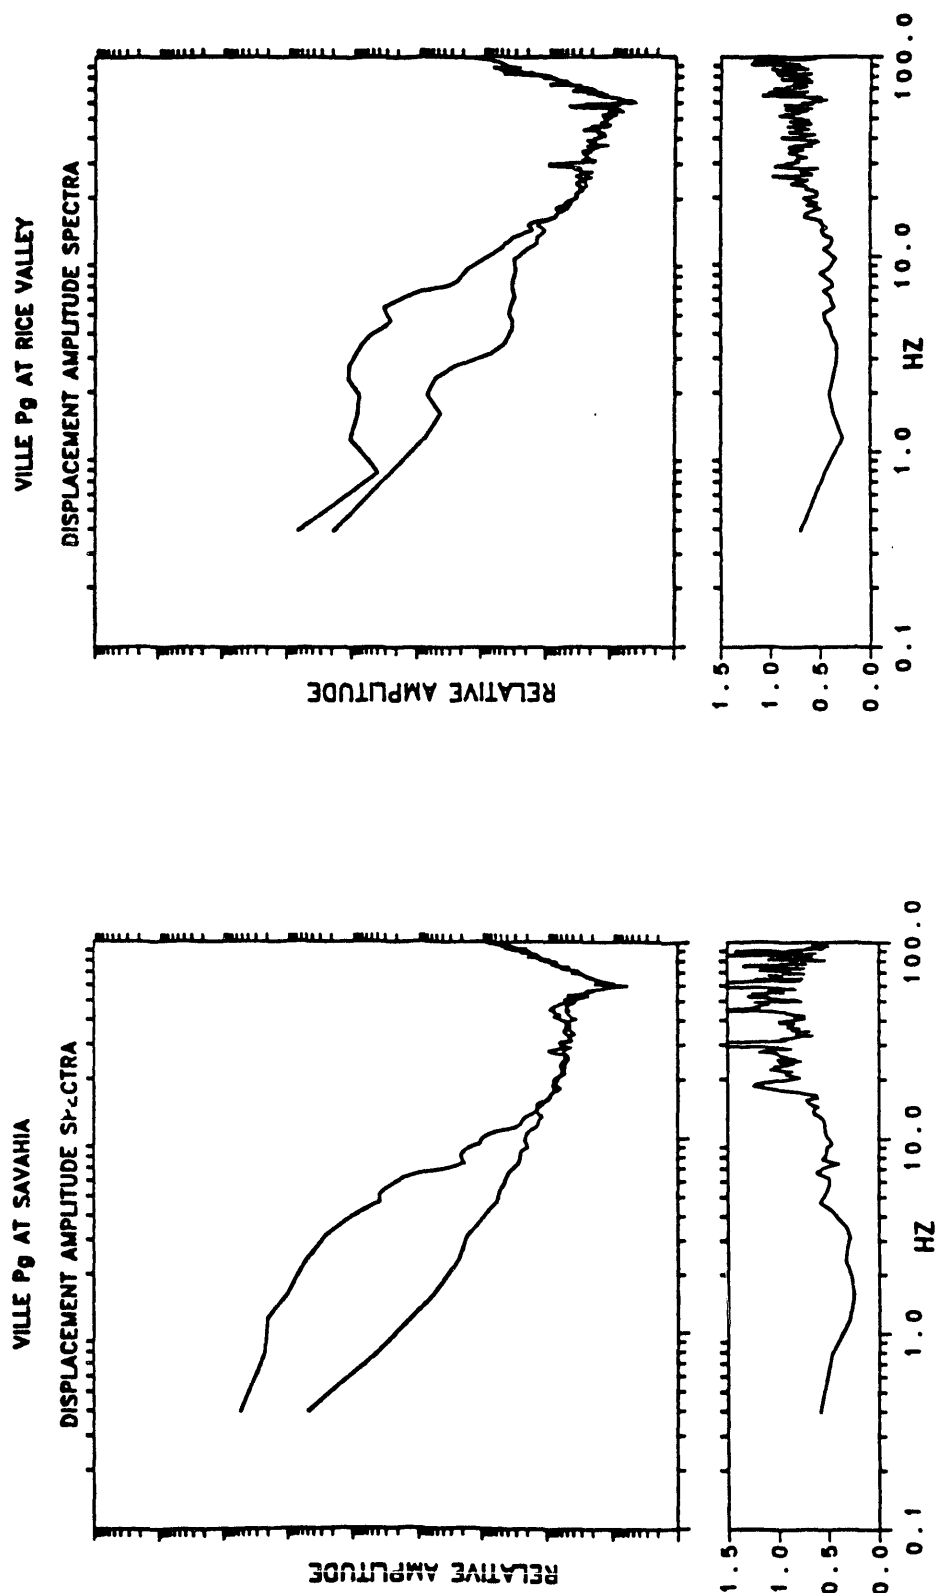 VILLE Pg AT SAVAHIA
DISPLACEMENT AMPLITUDE SPECTRA
RELATIVE AMPLITUDE
1.5
1.0
0.5
0.0
0.1 1.0 10.0 100.0
HZ
VILLE Pg AT RICE VALLEY
DISPLACEMENT AMPLITUDE SPECTRA
RELATIVE AMPLITUDE
1.5
1.0
0.5
0.0
0.1 1.0 10.0 100.0
HZ